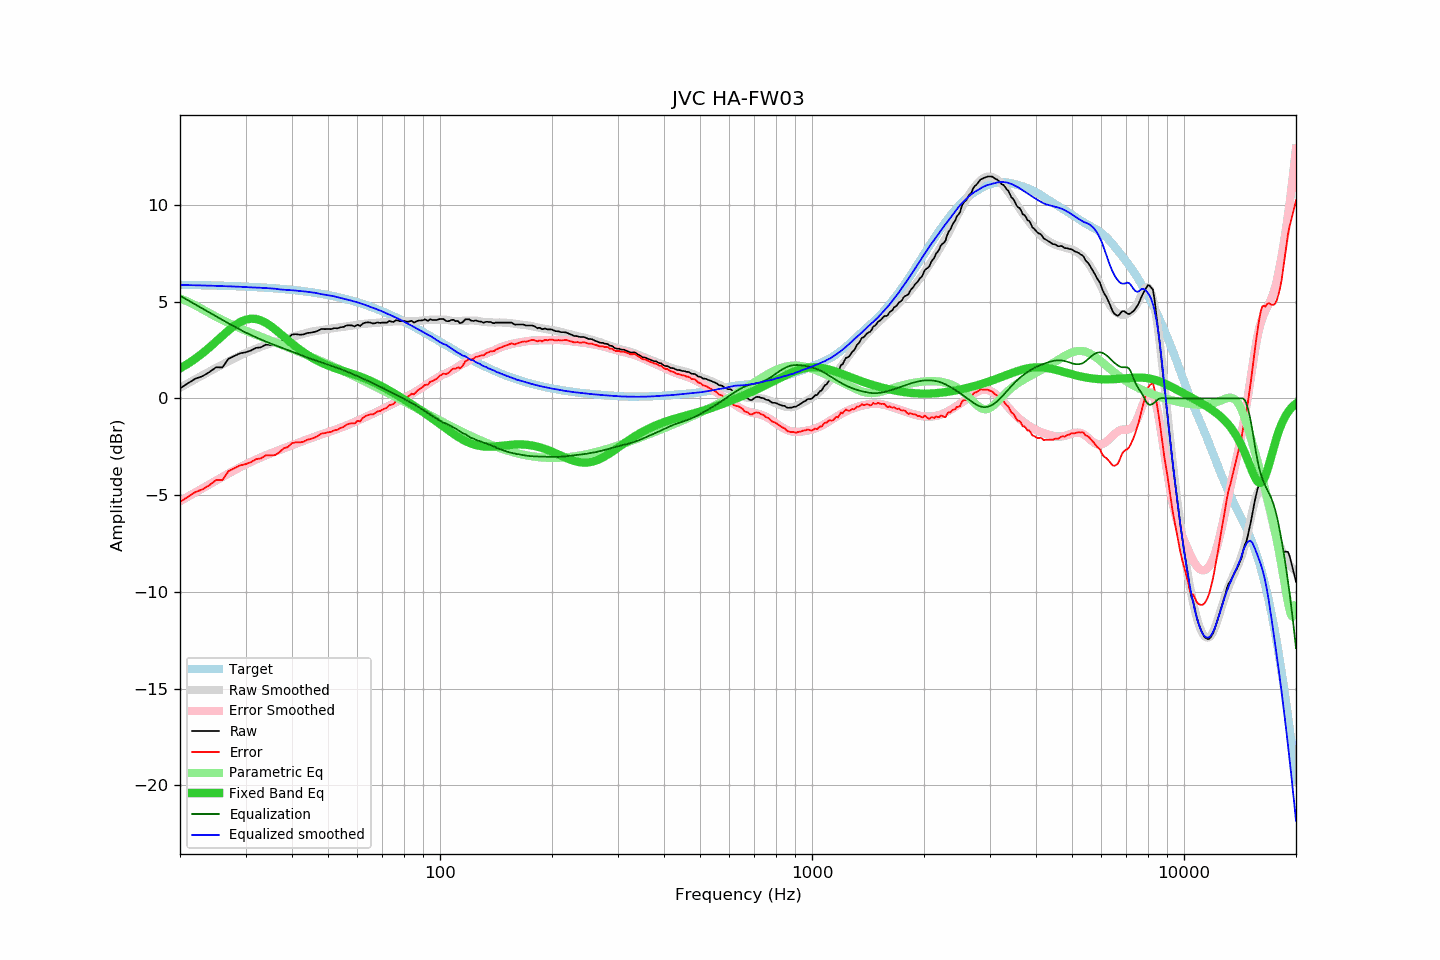 JVC HA-FW03
Amplitude (dBr)
10
5
0
−5
−10
−15
−20
Target
Raw Smoothed
Error Smoothed
Raw
Error
Parametric Eq
Fixed Band Eq
Equalization
Equalized smoothed
100
1000
10000
Frequency (Hz)